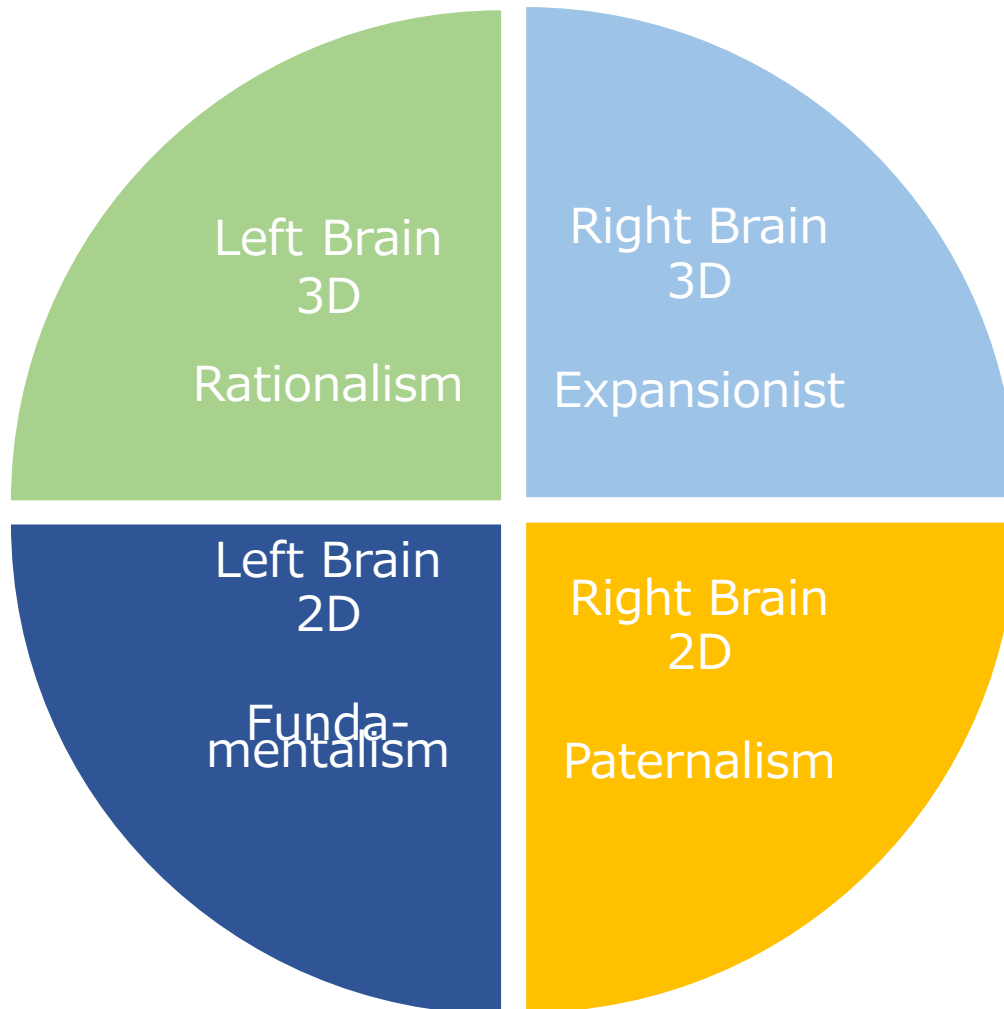 Left Brain
3D
Rationalism
Right Brain
3D
Expansionist
Left Brain
2D
Funda-
mentalism
Right Brain
2D
Paternalism